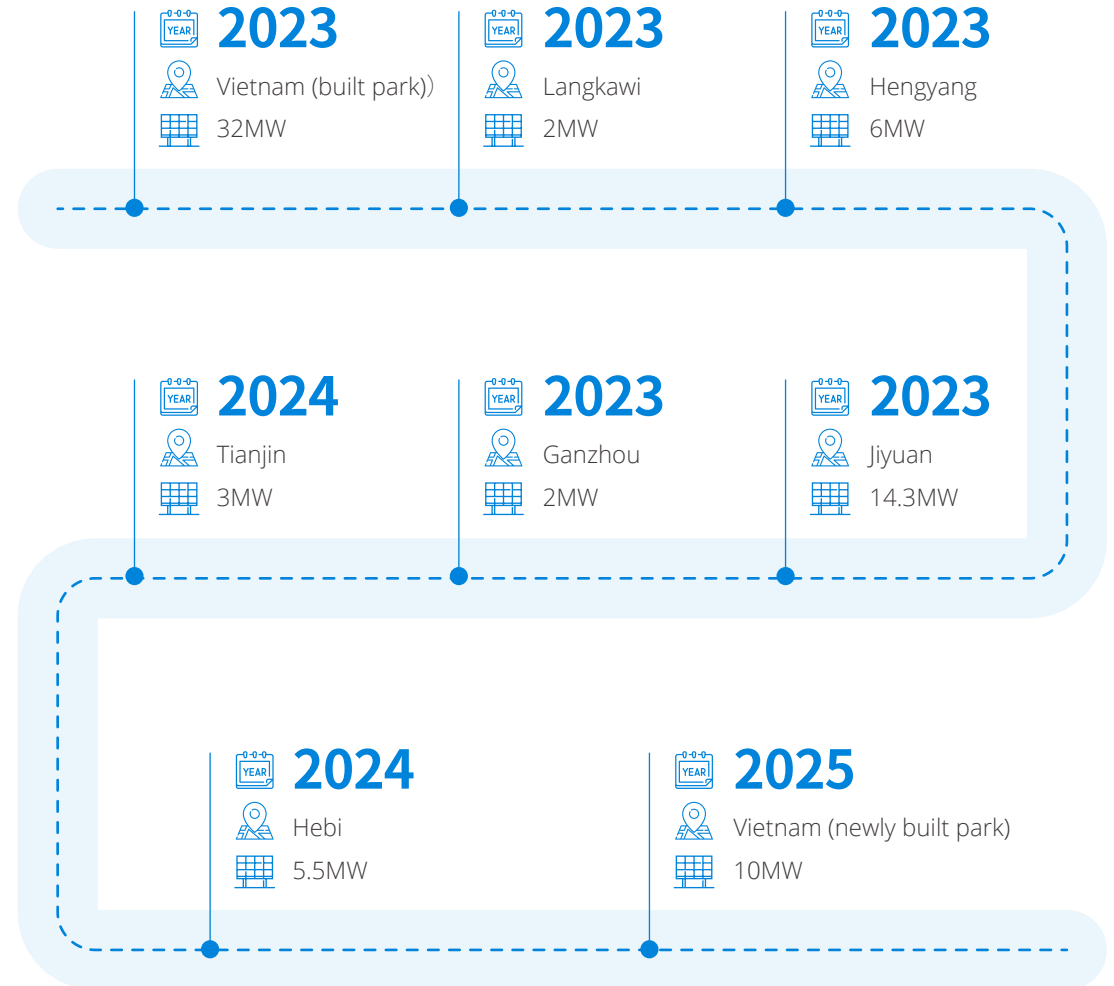 YEAR 2023
Vietnam (built park)）
32MW
YEAR 2023
Langkawi
2MW
YEAR 2023
Hengyang
6MW
YEAR 2024
Tianjin
3MW
YEAR 2023
Ganzhou
2MW
YEAR 2023
Jiyuan
14.3MW
YEAR 2024
Hebi
5.5MW
YEAR 2025
Vietnam (newly built park)
10MW